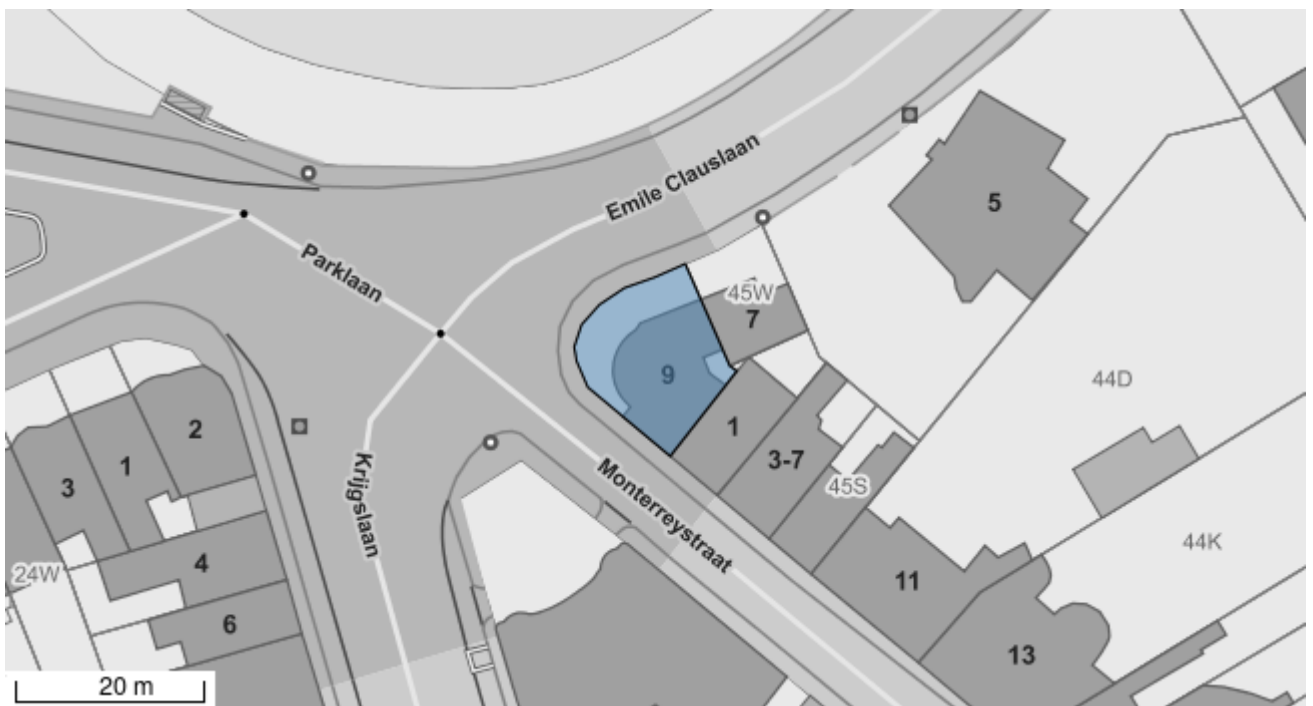 Emile Clauslaan
5
Parklaan
45W
7
9
44D
2
1
1
3-7
3
Krijgslaan
45S
Monterreystraat
44K
4
24W
11
6
13
20 m